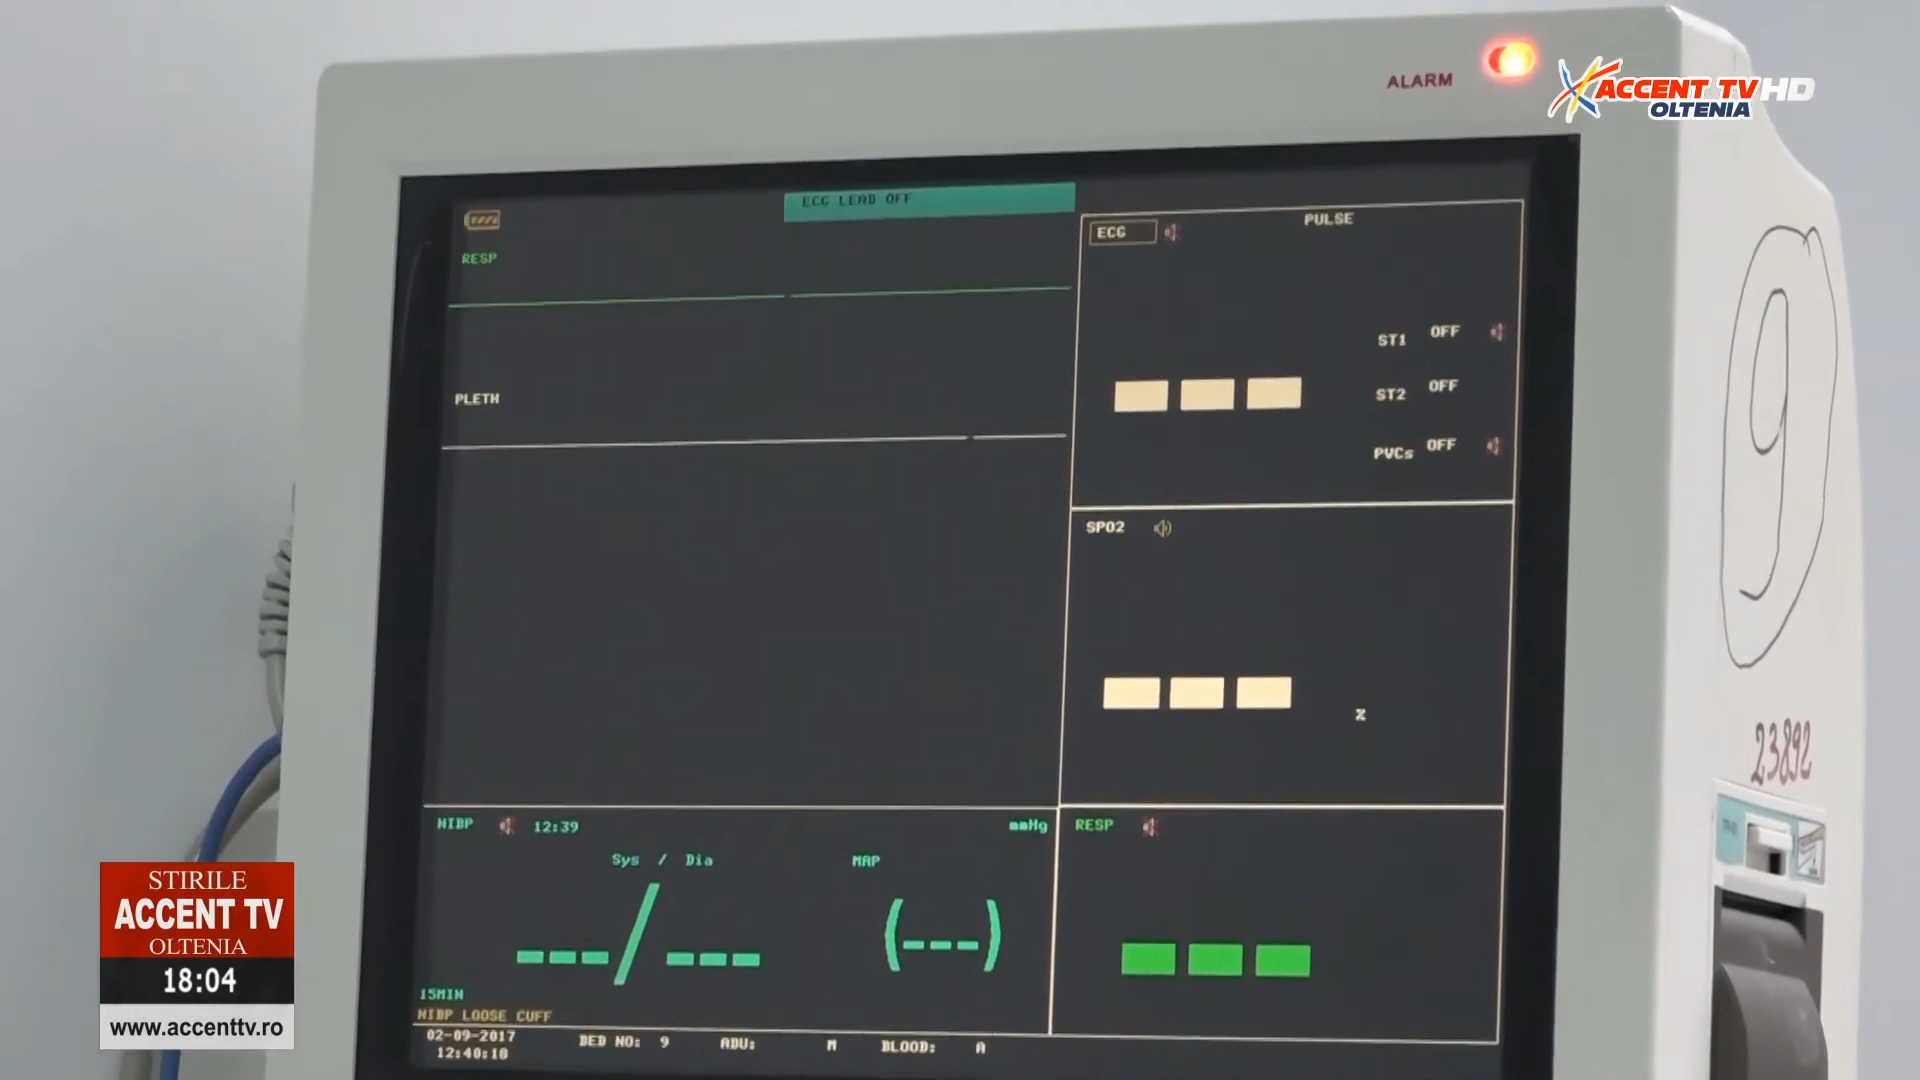 ALARM
ACCENT TV HD
OLTENIA
ECG LEAD OFF
RESP
PLETH
ECG
PULSE
ST1 OFF
ST2 OFF
PVCs OFF
SPO2
%
NIBP 12:39 mmHg
Sys / Dia MAP
---/--- (---)
15MIN
NIBP LOOSE CUFF
RESP
02-09-2017
12:40:18
BED NO: 9 ADU: M BLOOD: A
9
23892
STIRILE
ACCENT TV
OLTENIA
18:04
www.accenttv.ro